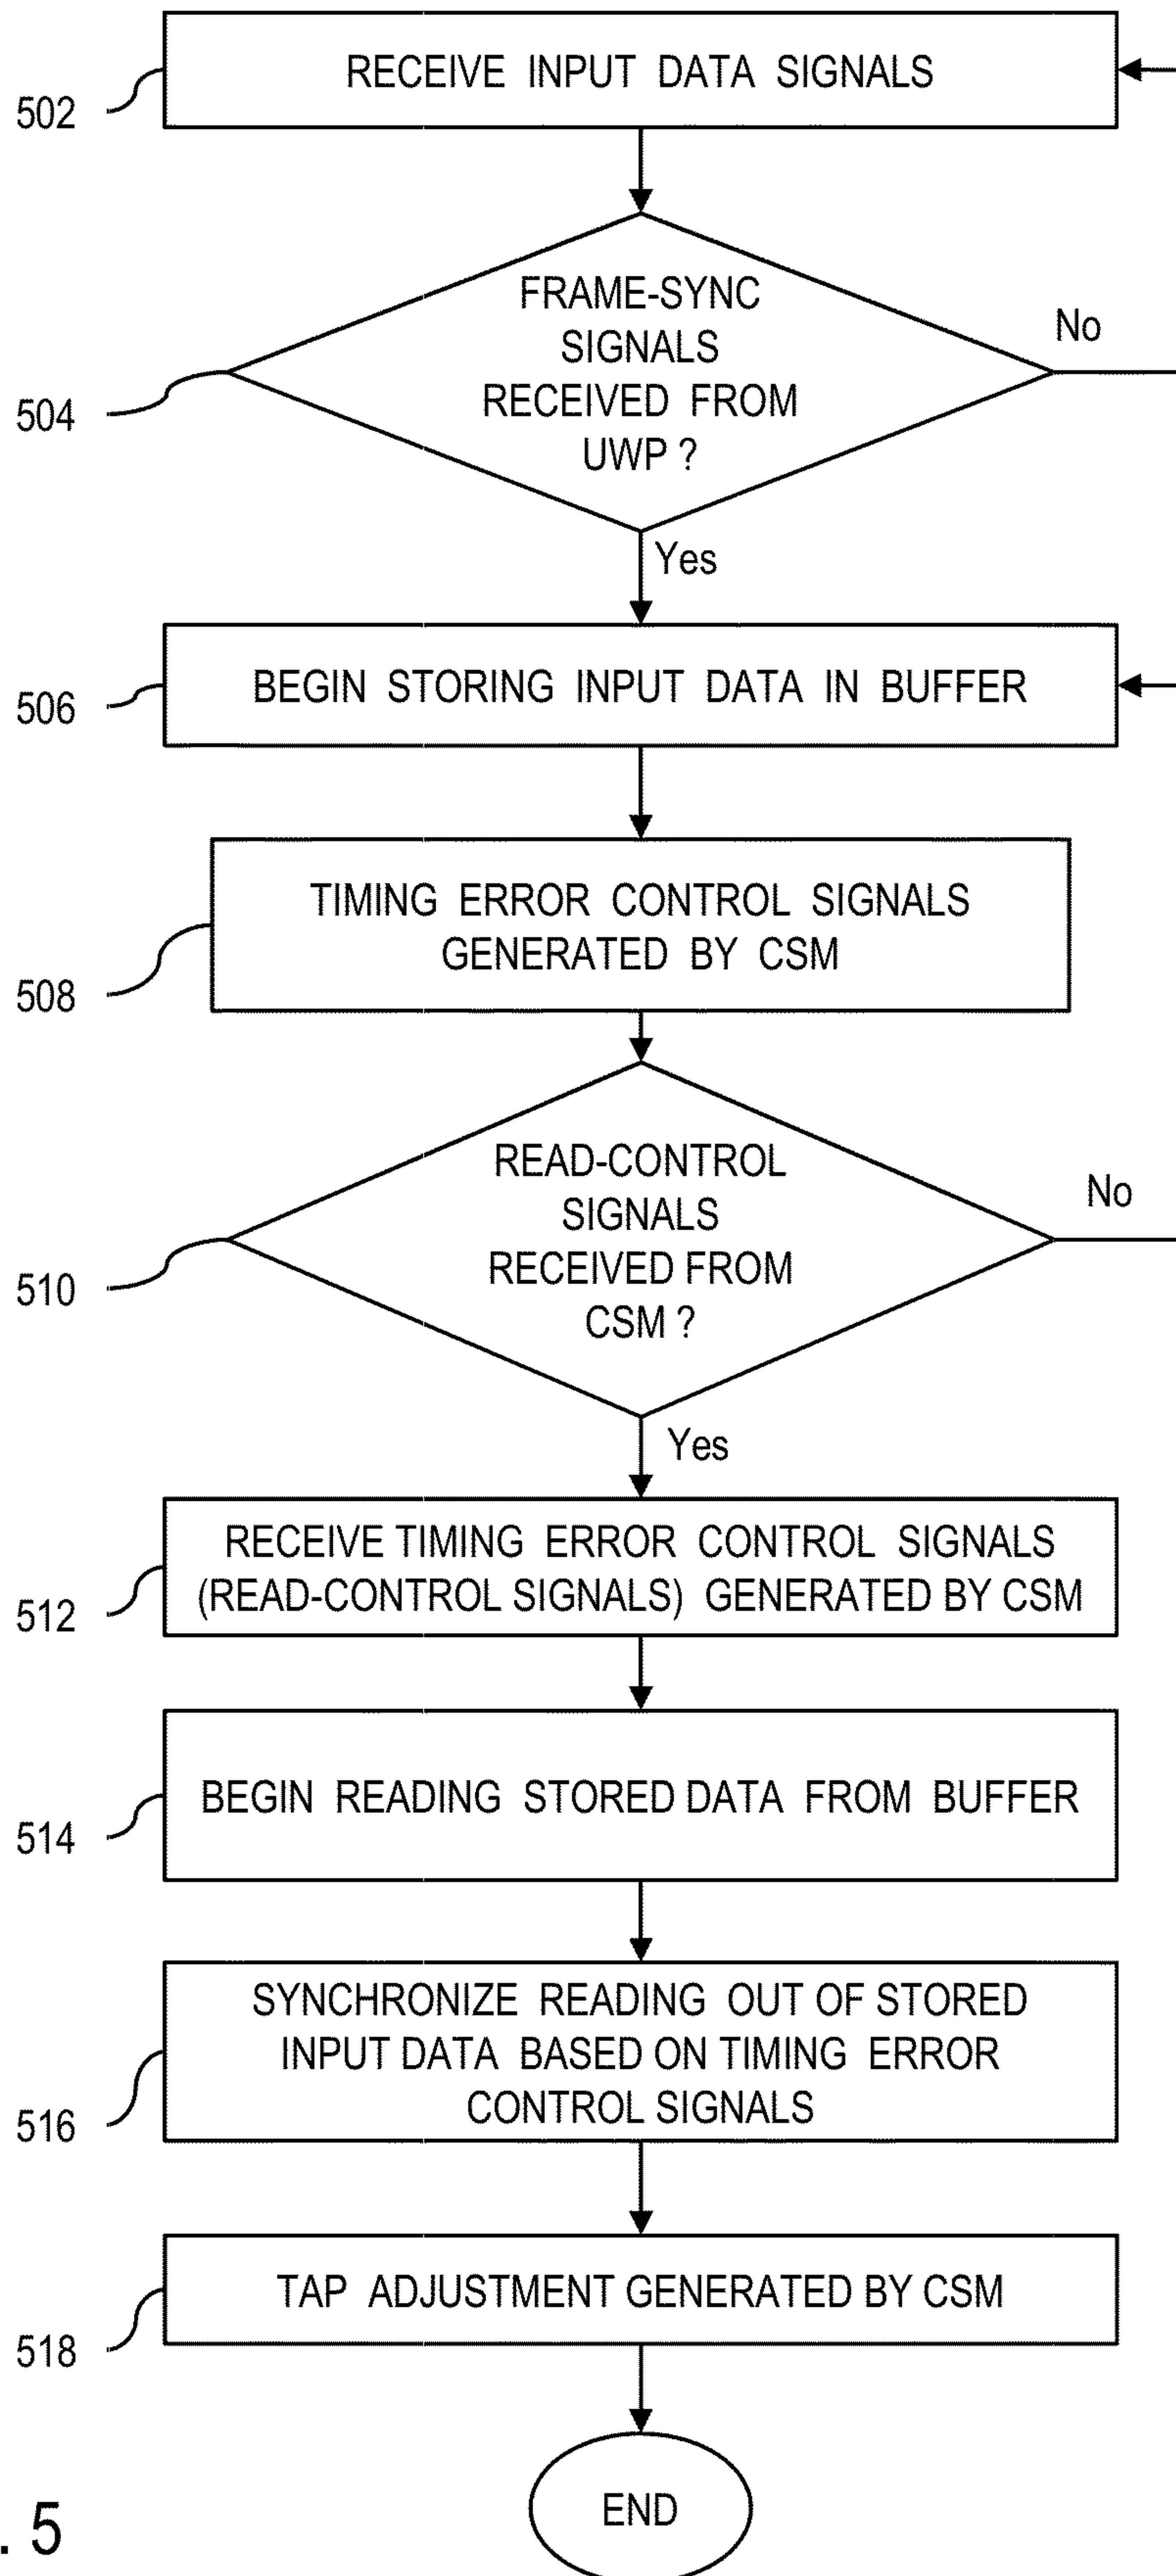 RECEIVE INPUT DATA SIGNALS
502
FRAME-SYNC
SIGNALS
RECEIVED FROM
UWP ?
No
504
Yes
BEGIN STORING INPUT DATA IN BUFFER
506
TIMING ERROR CONTROL SIGNALS
GENERATED BY CSM
508
READ-CONTROL
SIGNALS
RECEIVED FROM
CSM ?
No
510
Yes
RECEIVE TIMING ERROR CONTROL SIGNALS
(READ-CONTROL SIGNALS) GENERATED BY CSM
512
BEGIN READING STORED DATA FROM BUFFER
514
SYNCHRONIZE READING OUT OF STORED
INPUT DATA BASED ON TIMING ERROR
CONTROL SIGNALS
516
TAP ADJUSTMENT GENERATED BY CSM
518
END
. 5